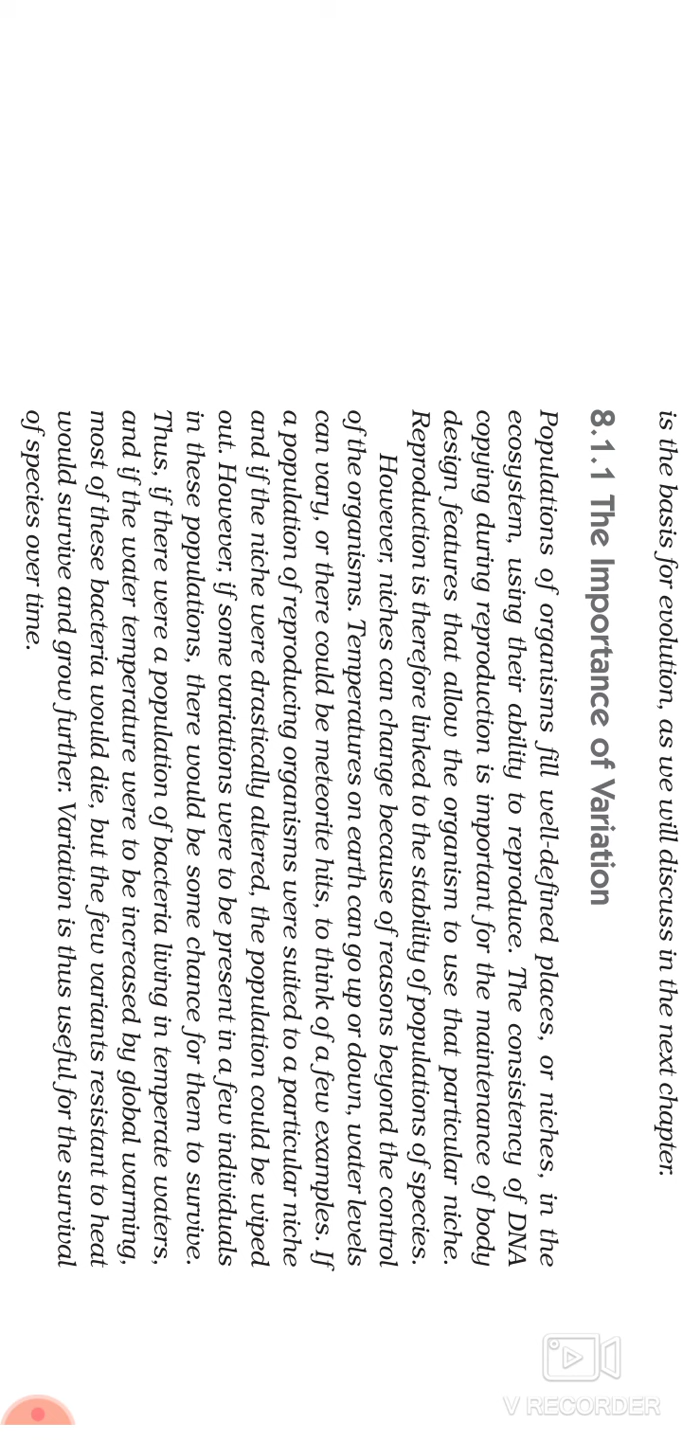 is the basis for evolution, as we will discuss in the next chapter.
8.1.1 The Importance of Variation
Populations of organisms fill well-defined places, or niches, in the
ecosystem, using their ability to reproduce. The consistency of DNA
copying during reproduction is important for the maintenance of body
design features that allow the organism to use that particular niche.
Reproduction is therefore linked to the stability of populations of species.
However, niches can change because of reasons beyond the control
of the organisms. Temperatures on earth can go up or down, water levels
can vary, or there could be meteorite hits, to think of a few examples. If
a population of reproducing organisms were suited to a particular niche
and if the niche were drastically altered, the population could be wiped
out. However, if some variations were to be present in a few individuals
in these populations, there would be some chance for them to survive.
Thus, if there were a population of bacteria living in temperate waters,
and if the water temperature were to be increased by global warming,
most of these bacteria would die, but the few variants resistant to heat
would survive and grow further. Variation is thus useful for the survival
of species over time.
V RECORDER